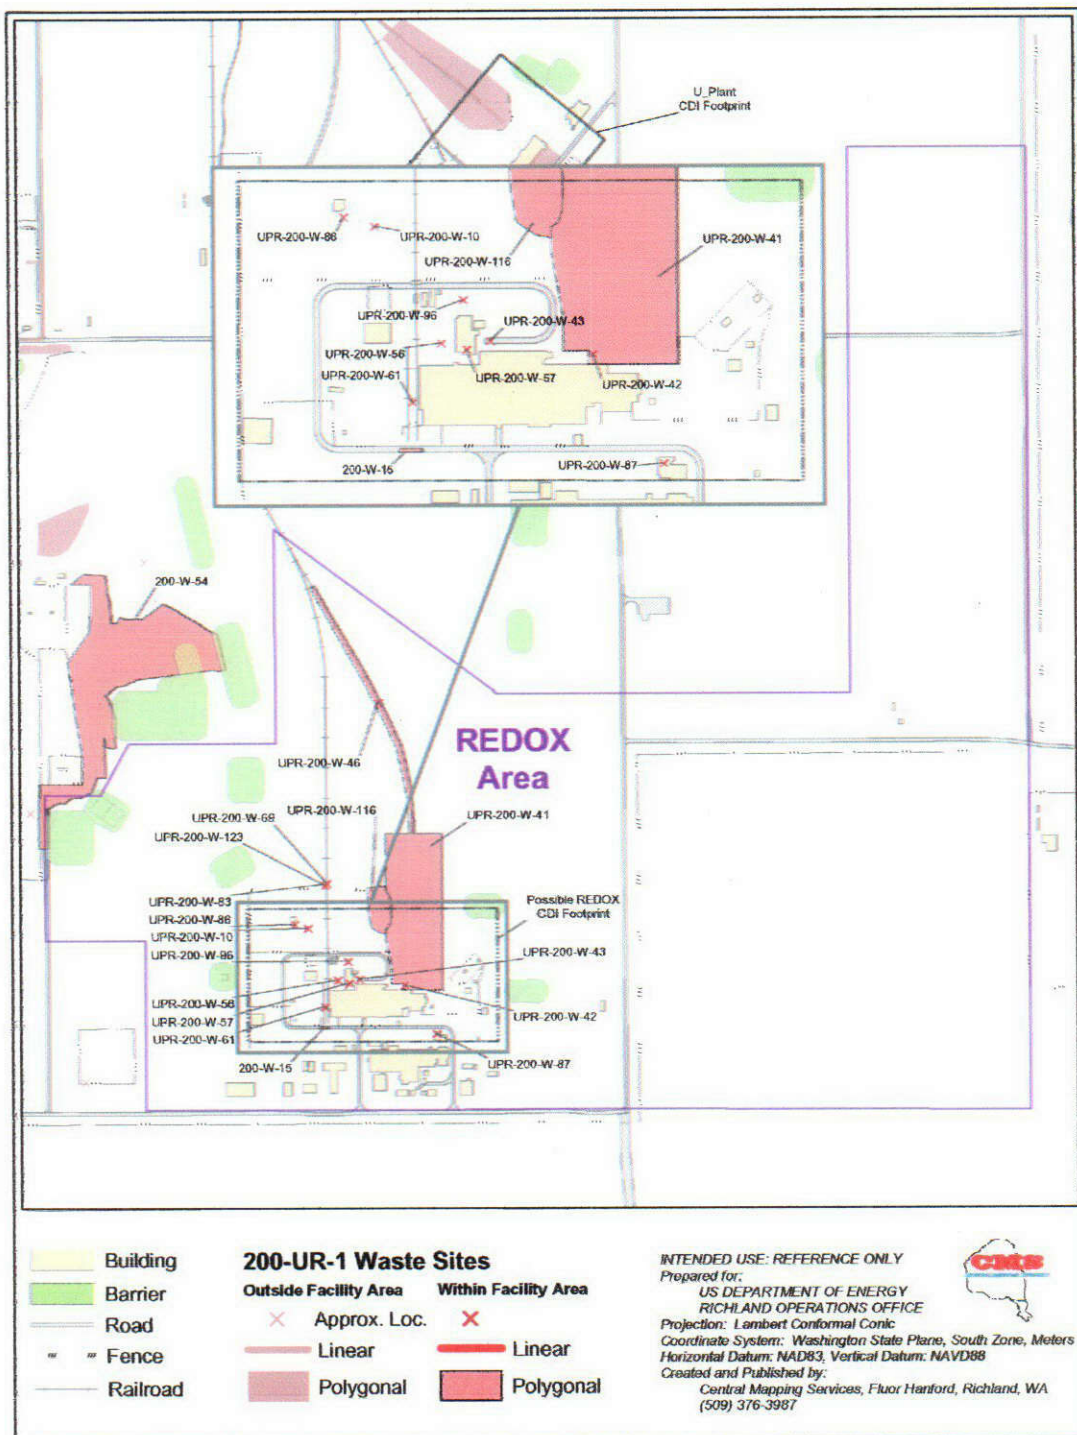 U_Plant
CDI Footprint
UPR-200-W-86
UPR-200-W-10
UPR-200-W-116
UPR-200-W-41
UPR-200-W-96
UPR-200-W-43
UPR-200-W-56
UPR-200-W-57
UPR-200-W-61
UPR-200-W-42
200-W-15
UPR-200-W-87
200-W-54
REDOX
Area
UPR-200-W-46
UPR-200-W-116
UPR-200-W-41
UPR-200-W-69
UPR-200-W-123
Possible REDOX
CDI Footprint
UPR-200-W-83
UPR-200-W-86
UPR-200-W-10
UPR-200-W-96
UPR-200-W-43
UPR-200-W-56
UPR-200-W-57
UPR-200-W-42
UPR-200-W-61
200-W-15
UPR-200-W-87
Building
Barrier
Road
Fence
Railroad
200-UR-1 Waste Sites
Outside Facility Area
Within Facility Area
Approx. Loc.
Linear
Linear
Polygonal
Polygonal
INTENDED USE: REFERENCE ONLY
Prepared for:
US DEPARTMENT OF ENERGY
RICHLAND OPERATIONS OFFICE
Projection: Lambert Conformal Conic
Coordinate System: Washington State Plane, South Zone, Meters
Horizontal Datum: NAD83, Vertical Datum: NAVD88
Created and Published by:
Central Mapping Services, Fluor Hanford, Richland, WA
(509) 376-3987
CMS